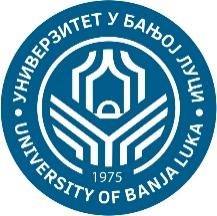 • УНИВЕРЗИТЕТ У БАЊОЈ ЛУЦИ •
1975
UNIVERSITY OF BANJA LUKA